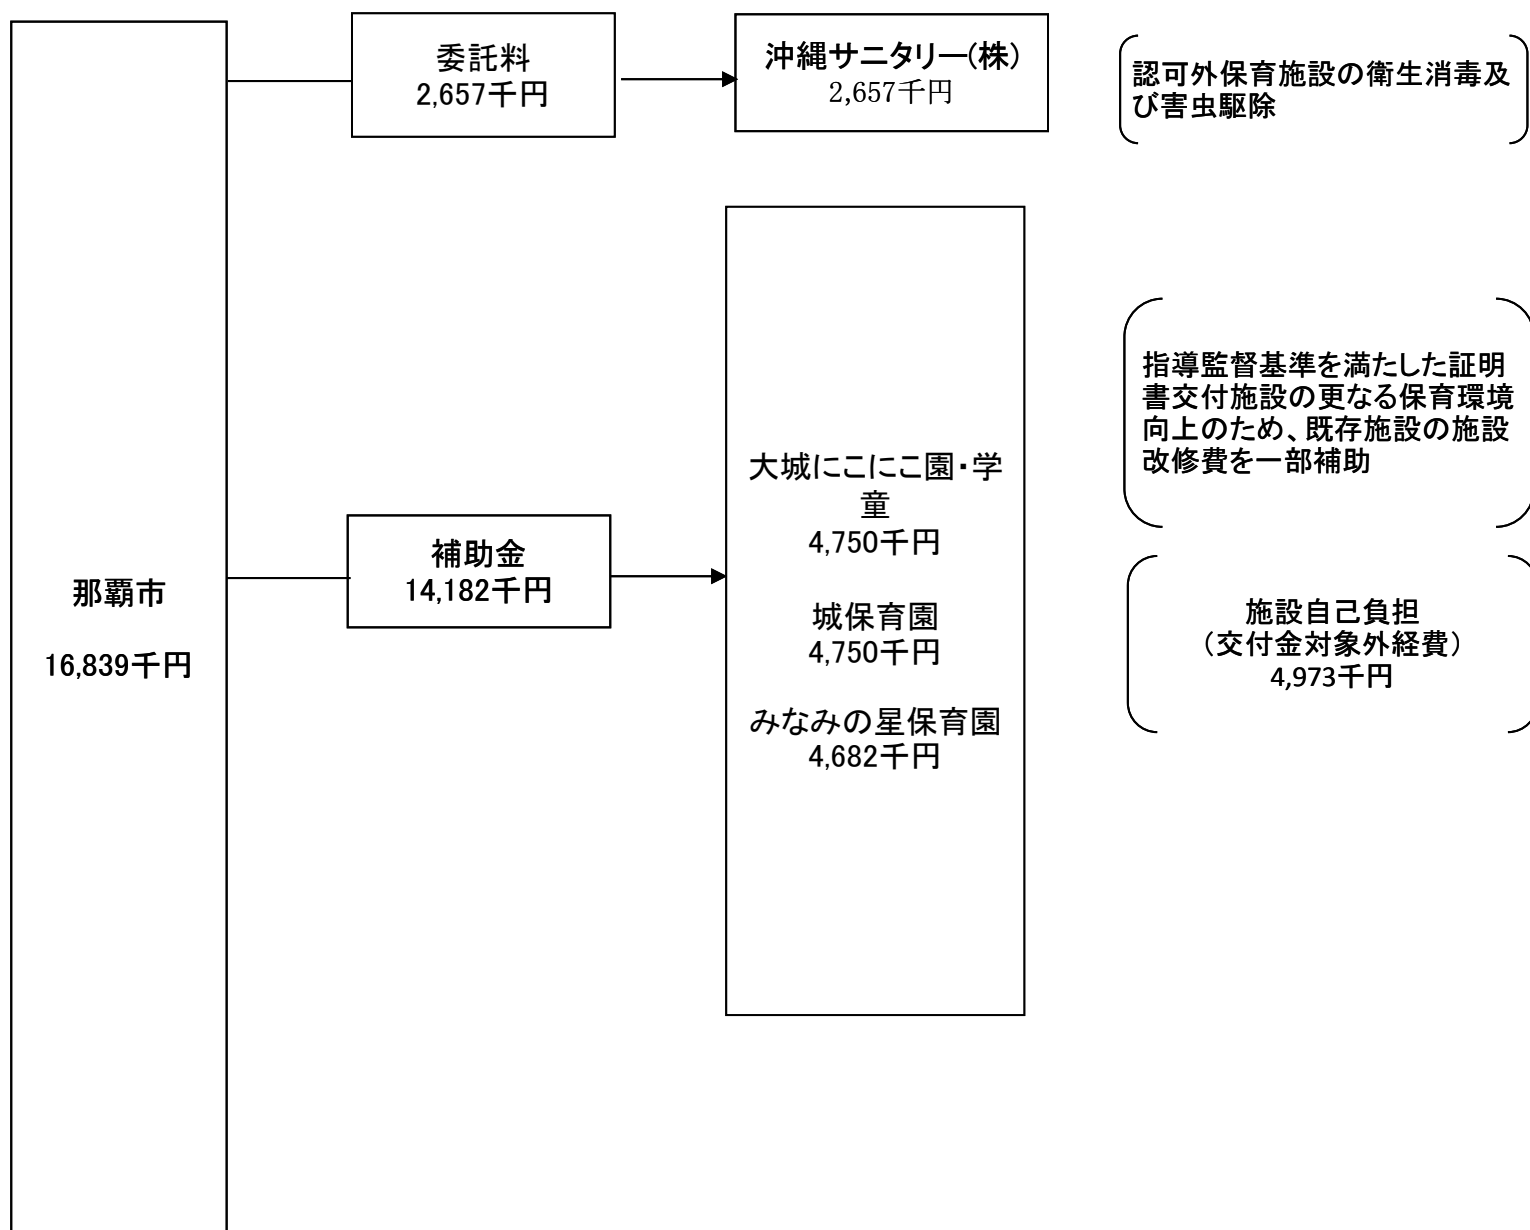 委託料
2,657千円
沖縄サニタリー(株)
2,657千円
認可外保育施設の衛生消毒及
び害虫駆除
那覇市
16,839千円
補助金
14,182千円
大城にこにこ園・学
童
4,750千円
城保育園
4,750千円
みなみの星保育園
4,682千円
指導監督基準を満たした証明
書交付施設の更なる保育環境
向上のため、既存施設の施設
改修費を一部補助
施設自己負担
（交付金対象外経費）
4,973千円